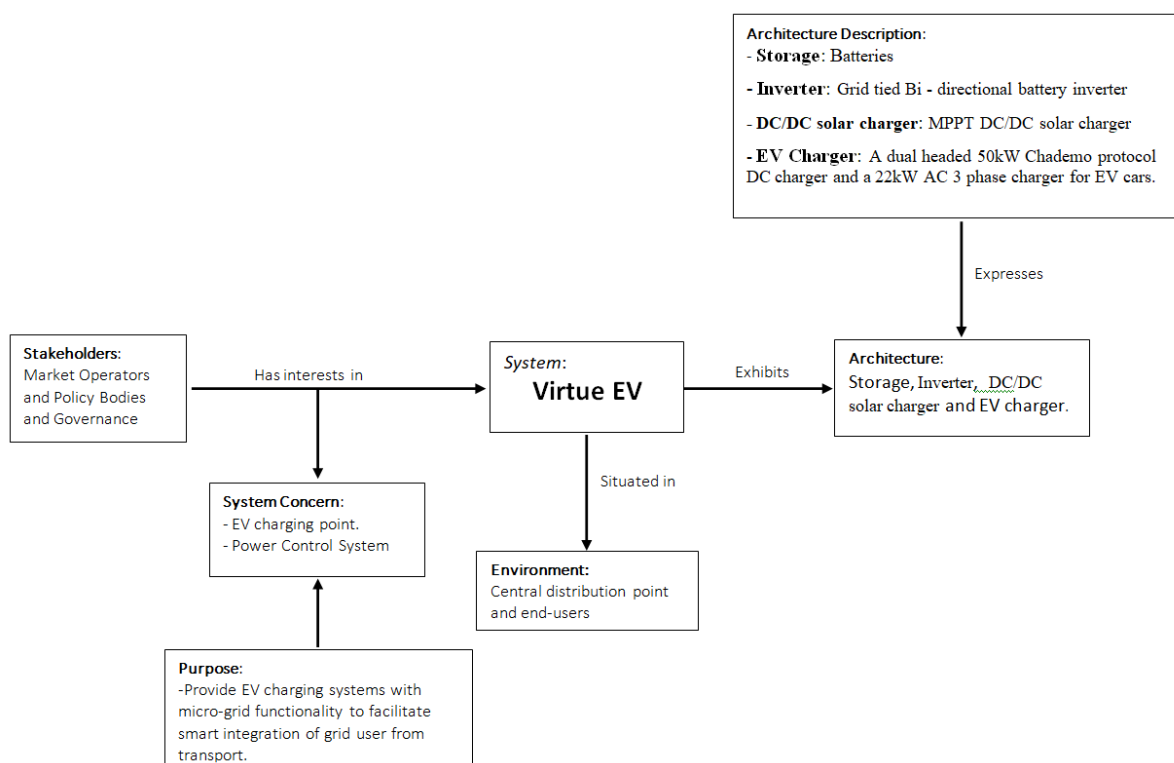 Architecture Description:
- Storage: Batteries
- Inverter: Grid tied Bi - directional battery inverter
- DC/DC solar charger: MPPT DC/DC solar charger
- EV Charger: A dual headed 50kW Chademo protocol
DC charger and a 22kW AC 3 phase charger for EV cars.
Expresses
Stakeholders:
Market Operators
and Policy Bodies
and Governance
Has interests in
System:
Virtue EV
Exhibits
Architecture:
Storage, Inverter, DC/DC
solar charger and EV charger.
Situated in
System Concern:
- EV charging point.
- Power Control System
Environment:
Central distribution point
and end-users
Purpose:
-Provide EV charging systems with
micro-grid functionality to facilitate
smart integration of grid user from
transport.